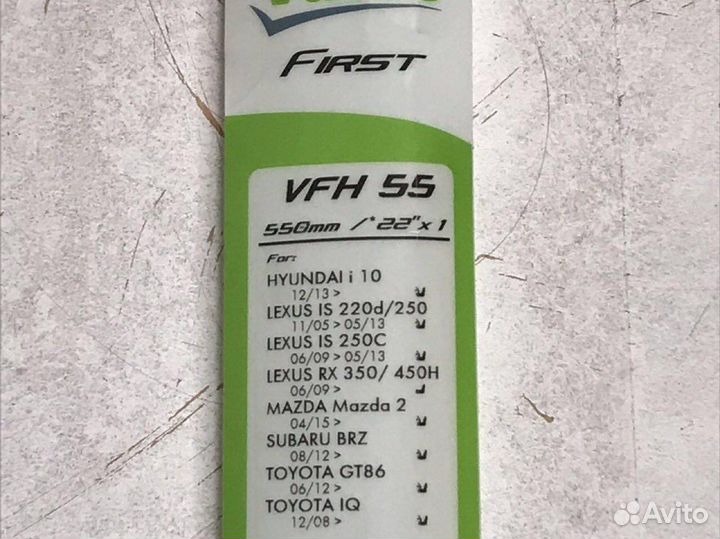 FIRST
VFH 55
550mm /*22"x1
For:
HYUNDAI i 10
12/13 >
LEXUS IS 220d/250
11/05 > 05/13
LEXUS IS 250C
06/09 > 05/13
LEXUS RX 350/ 450H
06/09 >
MAZDA Mazda 2
04/15 >
SUBARU BRZ
08/12 >
TOYOTA GT86
06/12 >
TOYOTA IQ
12/08 >
Avito